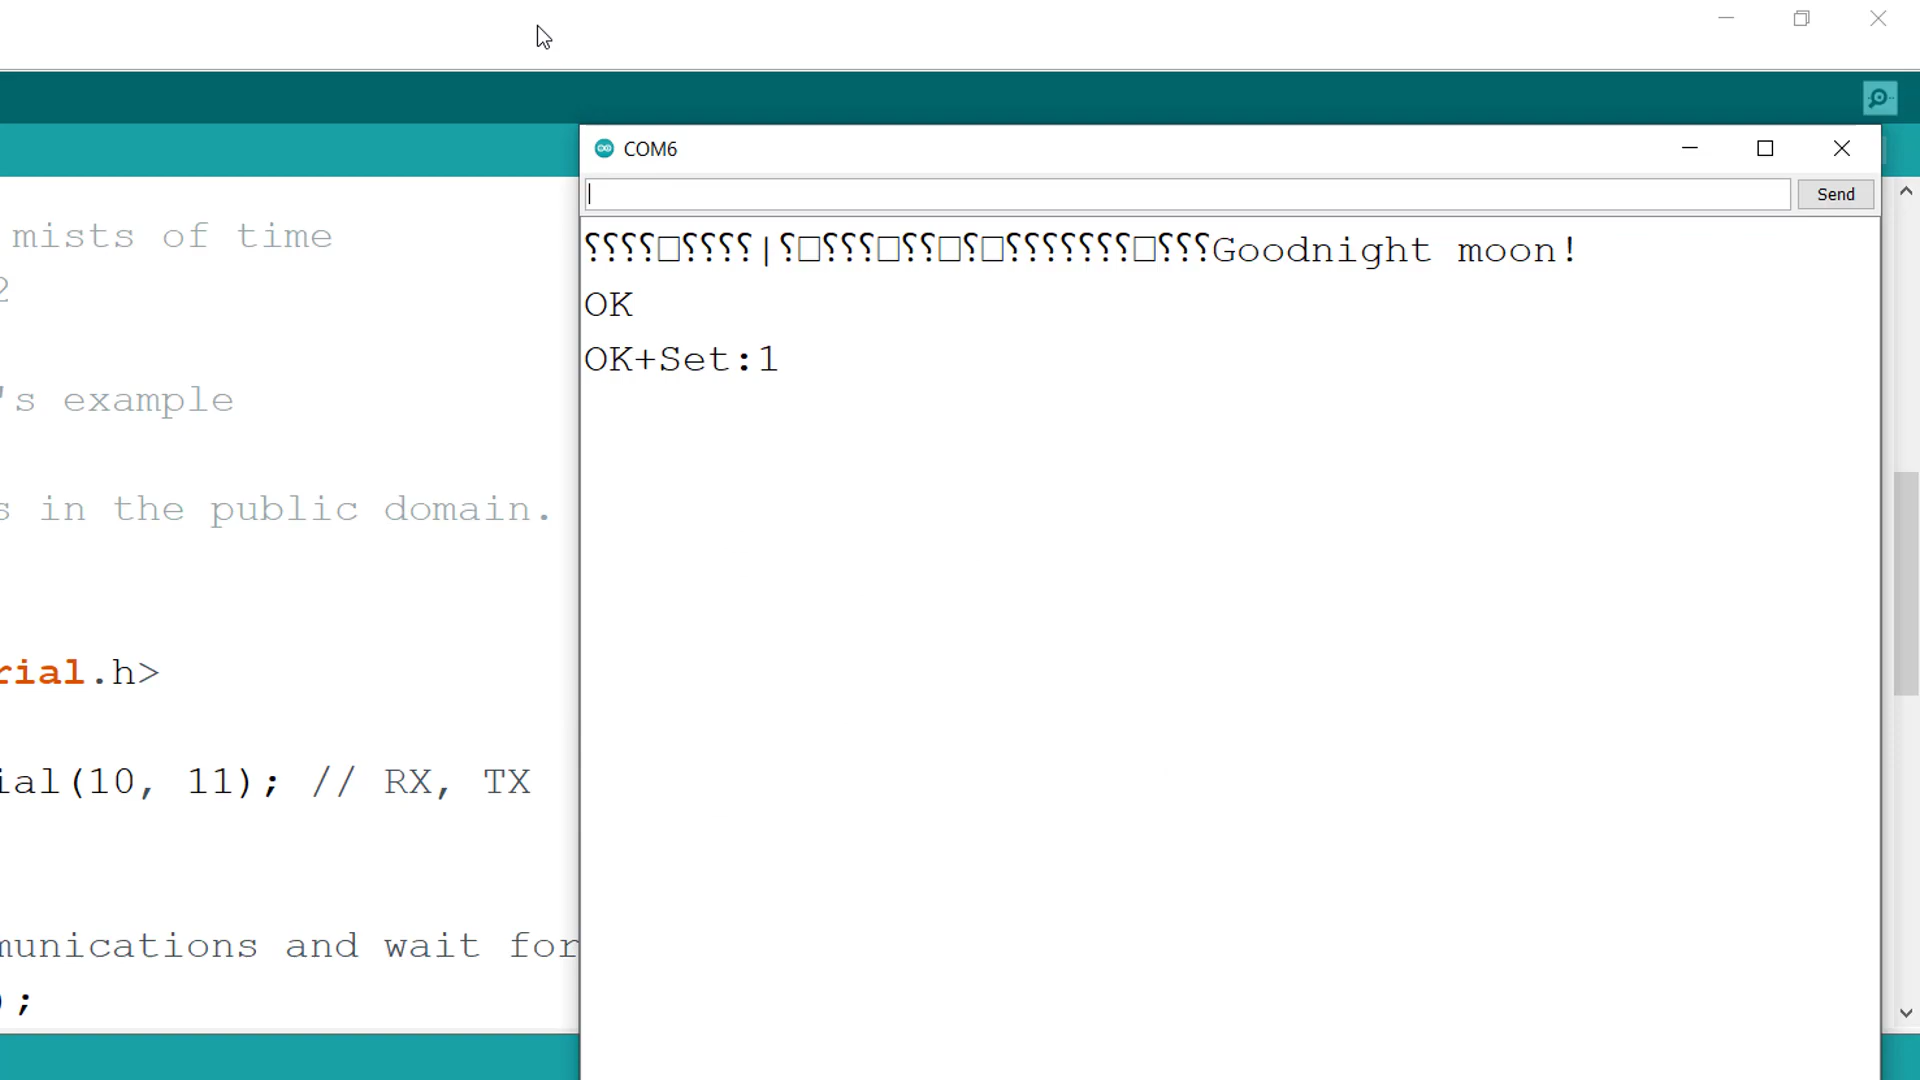 COM6
Send
⸮⸮⸮⸮□⸮⸮⸮⸮|⸮□⸮⸮⸮□⸮⸮□⸮□⸮⸮⸮⸮⸮⸮⸮□⸮⸮⸮Goodnight moon!
OK
OK+Set:1
mists of time
2
's example
s in the public domain.
rial.h>
ial(10, 11); // RX, TX
munications and wait for
);